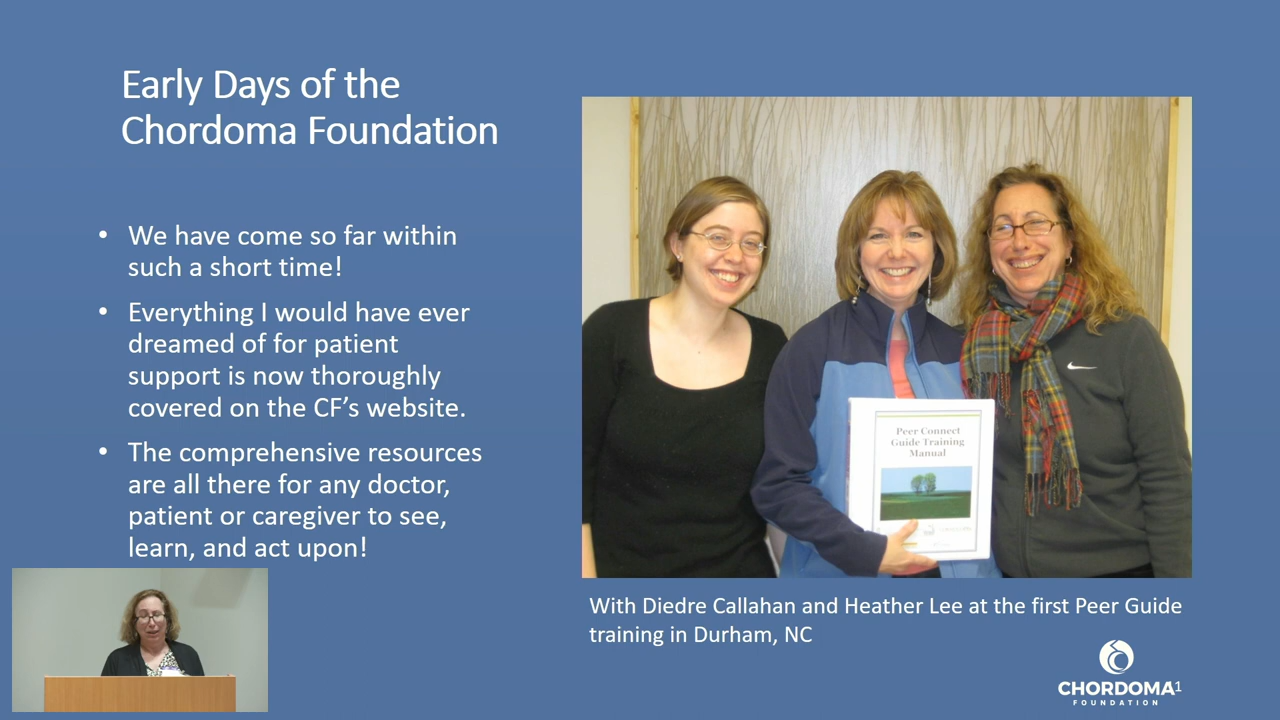 Early Days of the
Chordoma Foundation
• We have come so far within
such a short time!
• Everything I would have ever
dreamed of for patient
support is now thoroughly
covered on the CF’s website.
• The comprehensive resources
are all there for any doctor,
patient or caregiver to see,
learn, and act upon!
Peer Connect
Guide Training
Manual
With Diedre Callahan and Heather Lee at the first Peer Guide
training in Durham, NC
CHORDOMA 1
FOUNDATION